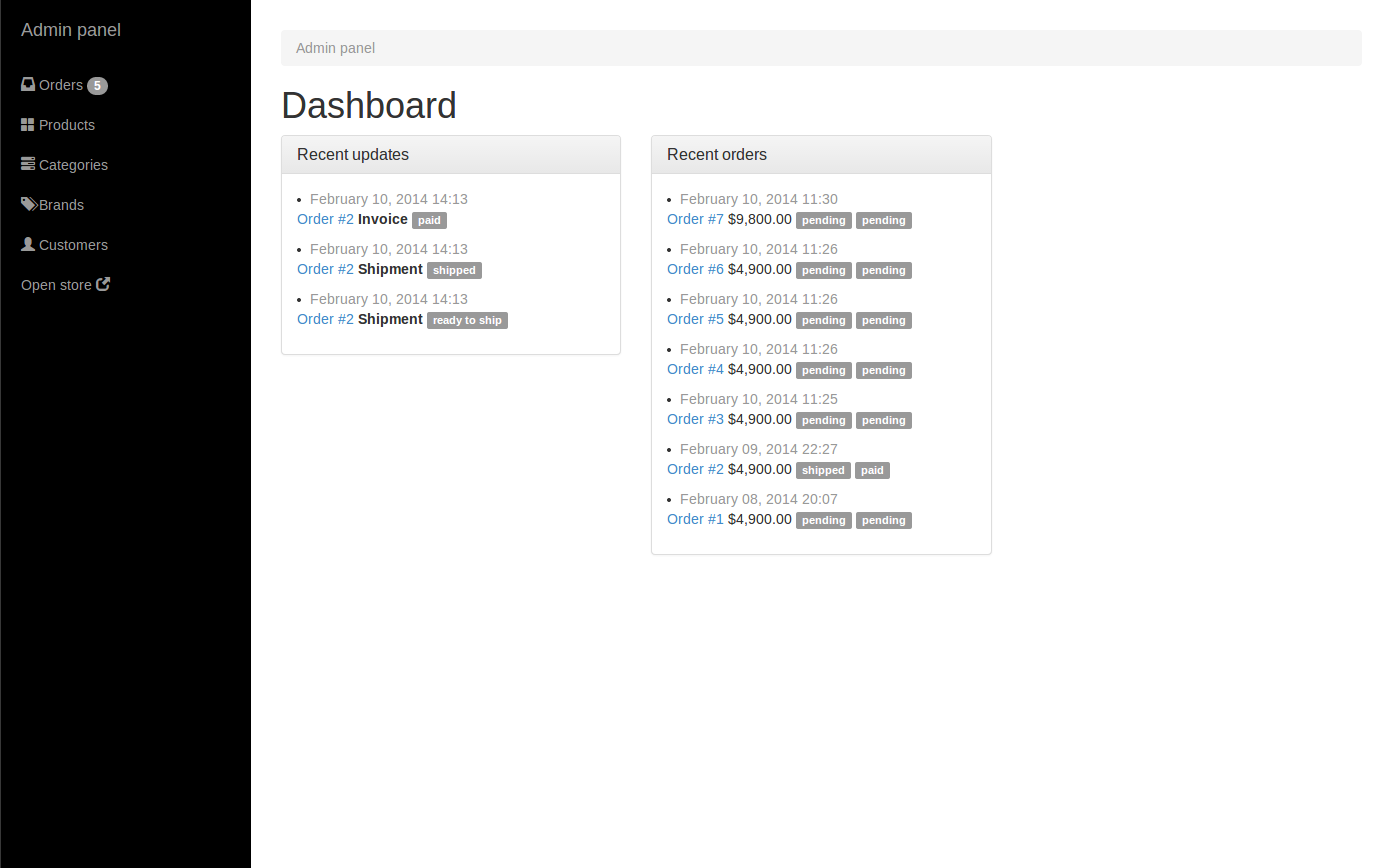 Admin panel
Orders 5
Products
Categories
Brands
Customers
Open store
Admin panel
Dashboard
Recent updates
February 10, 2014 14:13
Order #2 Invoice paid
February 10, 2014 14:13
Order #2 Shipment shipped
February 10, 2014 14:13
Order #2 Shipment ready to ship
Recent orders
February 10, 2014 11:30
Order #7 $9,800.00 pending pending
February 10, 2014 11:26
Order #6 $4,900.00 pending pending
February 10, 2014 11:26
Order #5 $4,900.00 pending pending
February 10, 2014 11:26
Order #4 $4,900.00 pending pending
February 10, 2014 11:25
Order #3 $4,900.00 pending pending
February 09, 2014 22:27
Order #2 $4,900.00 shipped paid
February 08, 2014 20:07
Order #1 $4,900.00 pending pending